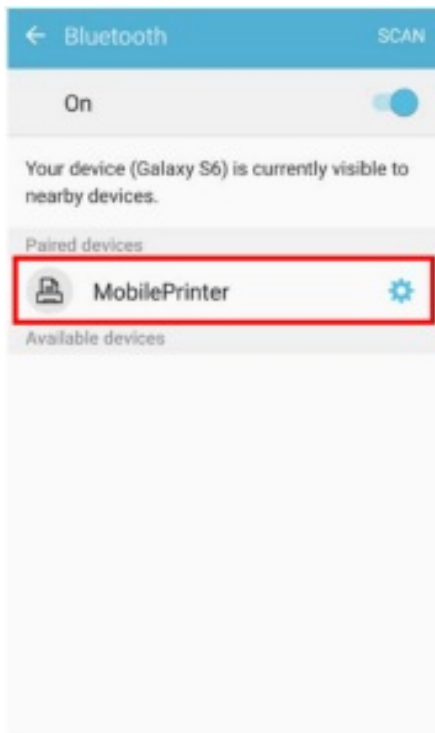 Bluetooth SCAN
On
Your device (Galaxy S6) is currently visible to
nearby devices.
Paired devices
MobilePrinter
Available devices